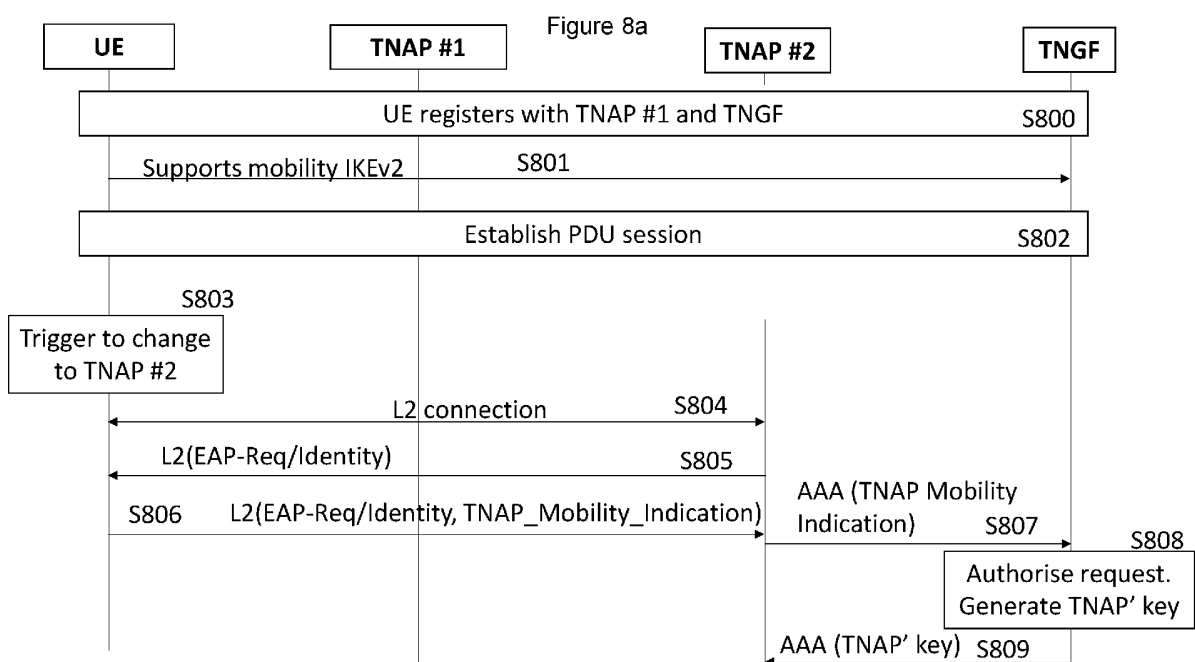 Figure 8a
UE
TNAP #1
TNAP #2
TNGF
UE registers with TNAP #1 and TNGF
S800
Supports mobility IKEv2
S801
Establish PDU session
S802
S803
Trigger to change
to TNAP #2
L2 connection
S804
L2(EAP-Req/Identity)
S805
S806
L2(EAP-Req/Identity, TNAP_Mobility_Indication)
AAA (TNAP Mobility
Indication)
S807
S808
Authorise request.
Generate TNAP' key
AAA (TNAP' key)
S809